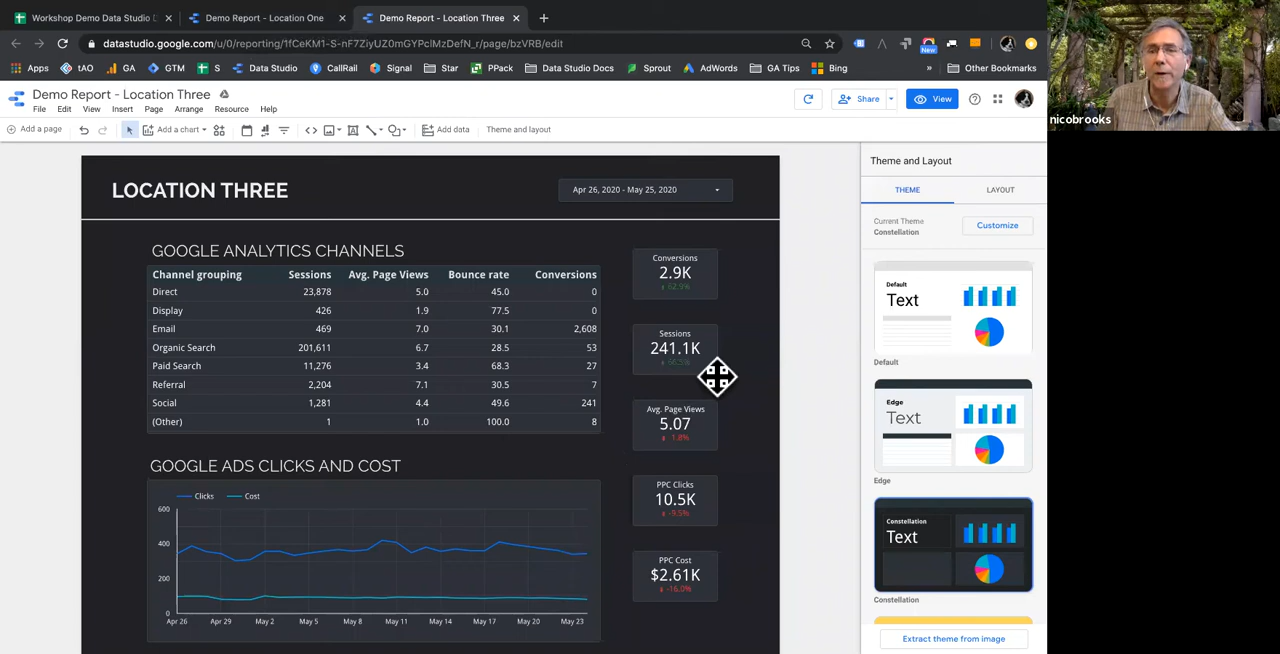 Workshop Demo Data Studio
Demo Report - Location One
Demo Report - Location Three
datastudio.google.com/u/0/reporting/1fCeKM1-S-nF7ZiyUZ0mGYPclMzDefN_r/page/bzVRB/edit
New
Apps tAO GA GTM S Data Studio CallRail Signal Star PPack Data Studio Docs Sprout AdWords GA Tips Bing » Other Bookmarks
nicobrooks
Demo Report - Location Three
File Edit View Insert Page Arrange Resource Help
Share View
Add a page Add a chart Add data Theme and layout
LOCATION THREE
Apr 26, 2020 - May 25, 2020
GOOGLE ANALYTICS CHANNELS
Channel grouping Sessions Avg. Page Views Bounce rate Conversions
Direct 23,878 5.0 45.0 0
Display 426 1.9 77.5 0
Email 469 7.0 30.1 2,608
Organic Search 201,611 6.7 28.5 53
Paid Search 11,276 3.4 68.3 27
Referral 2,204 7.1 30.5 7
Social 1,281 4.4 49.6 241
(Other) 1 1.0 100.0 8
Conversions
2.9K
62.9%
Sessions
241.1K
Avg. Page Views
5.07
1.8%
PPC Clicks
10.5K
-9.5%
PPC Cost
$2.61K
-16.0%
GOOGLE ADS CLICKS AND COST
Clicks Cost
600
400
200
0
Apr 26 Apr 29 May 2 May 5 May 8 May 11 May 14 May 17 May 20 May 23
Theme and Layout
THEME LAYOUT
Current Theme
Constellation
Customize
Default
Text
Default
Edge
Text
Edge
Constellation
Text
Constellation
Extract theme from image